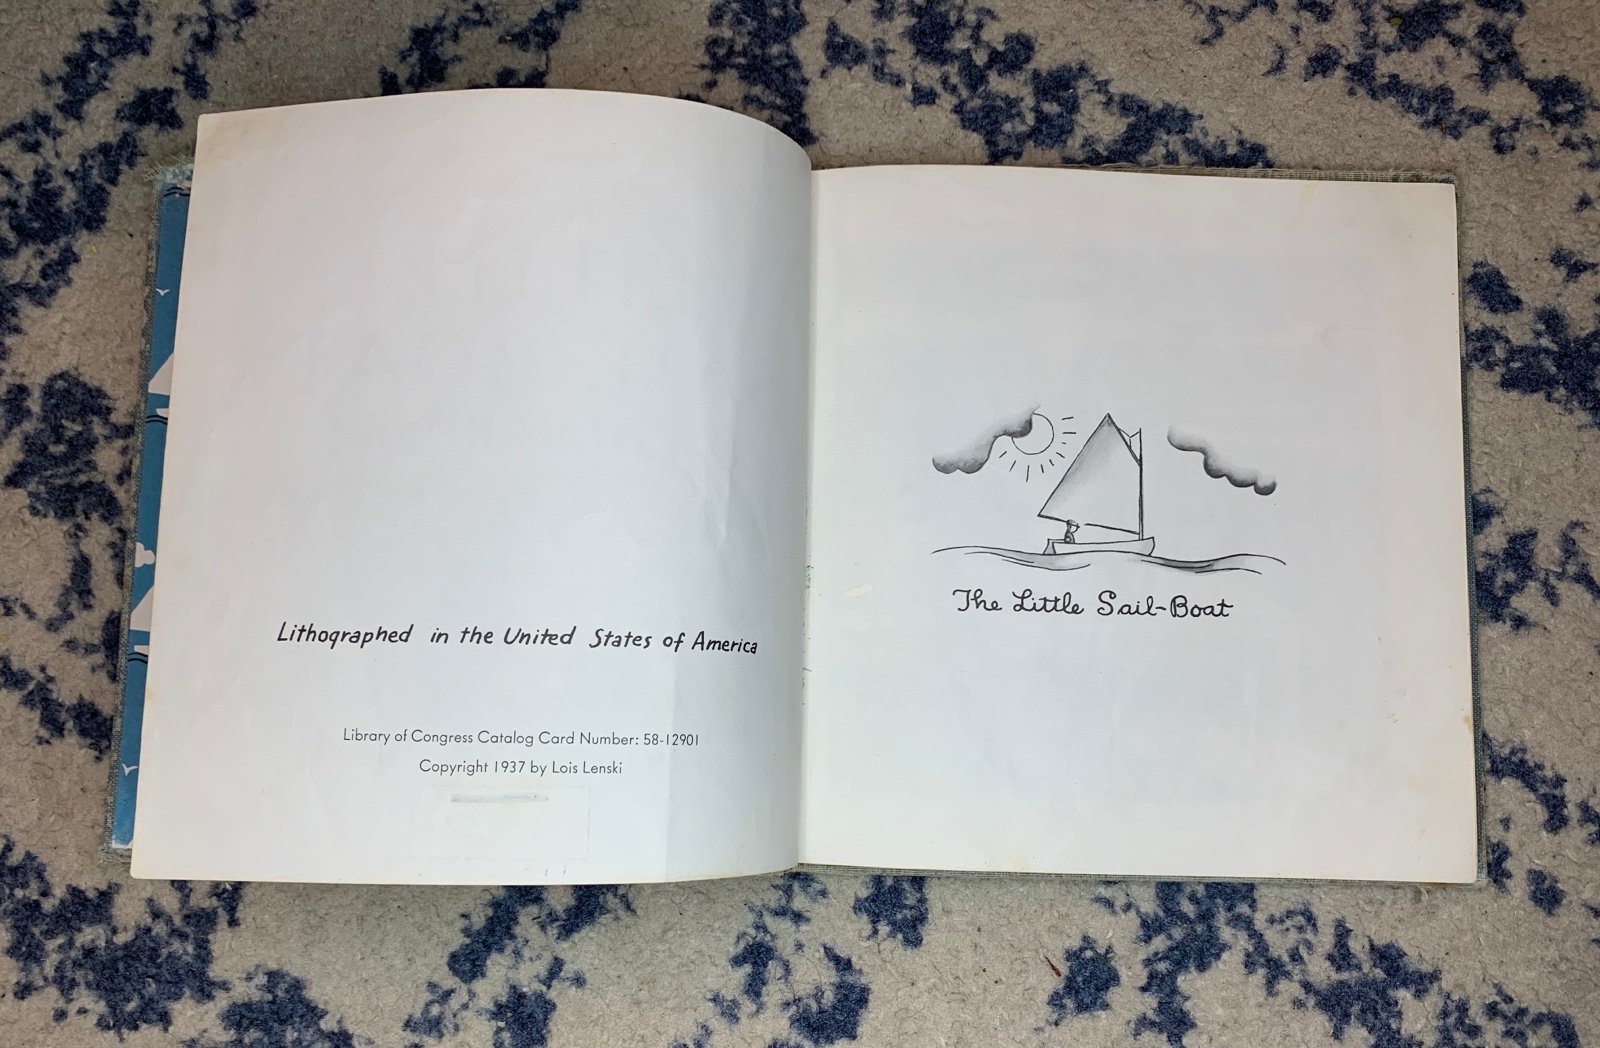 Lithographed in the United States of America
Library of Congress Catalog Card Number: 58-12901
Copyright 1937 by Lois Lenski
The Little Sail-Boat